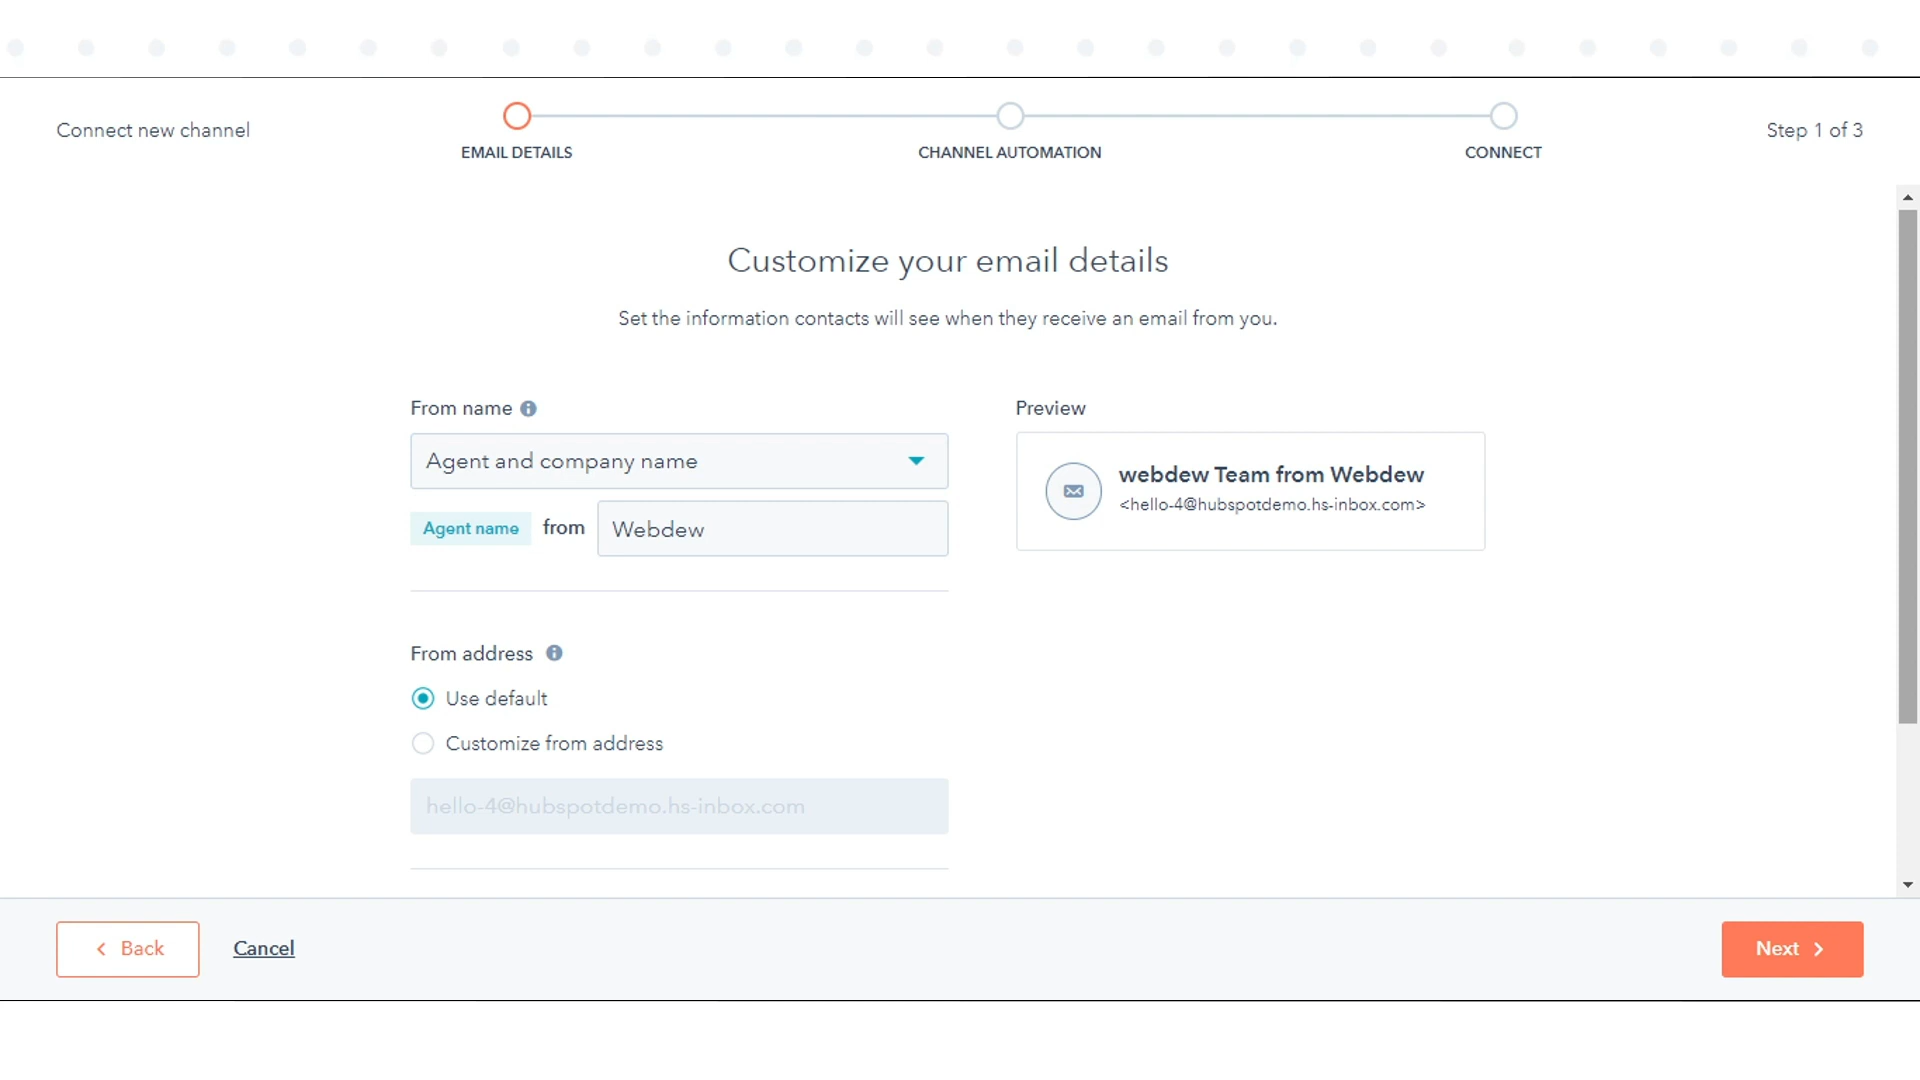 Connect new channel
EMAIL DETAILS
CHANNEL AUTOMATION
CONNECT
Step 1 of 3
Customize your email details
Set the information contacts will see when they receive an email from you.
From name
Agent and company name
Agent name from Webdew
Preview
webdew Team from Webdew
<hello-4@hubspotdemo.hs-inbox.com>
From address
Use default
Customize from address
hello-4@hubspotdemo.hs-inbox.com
Back
Cancel
Next